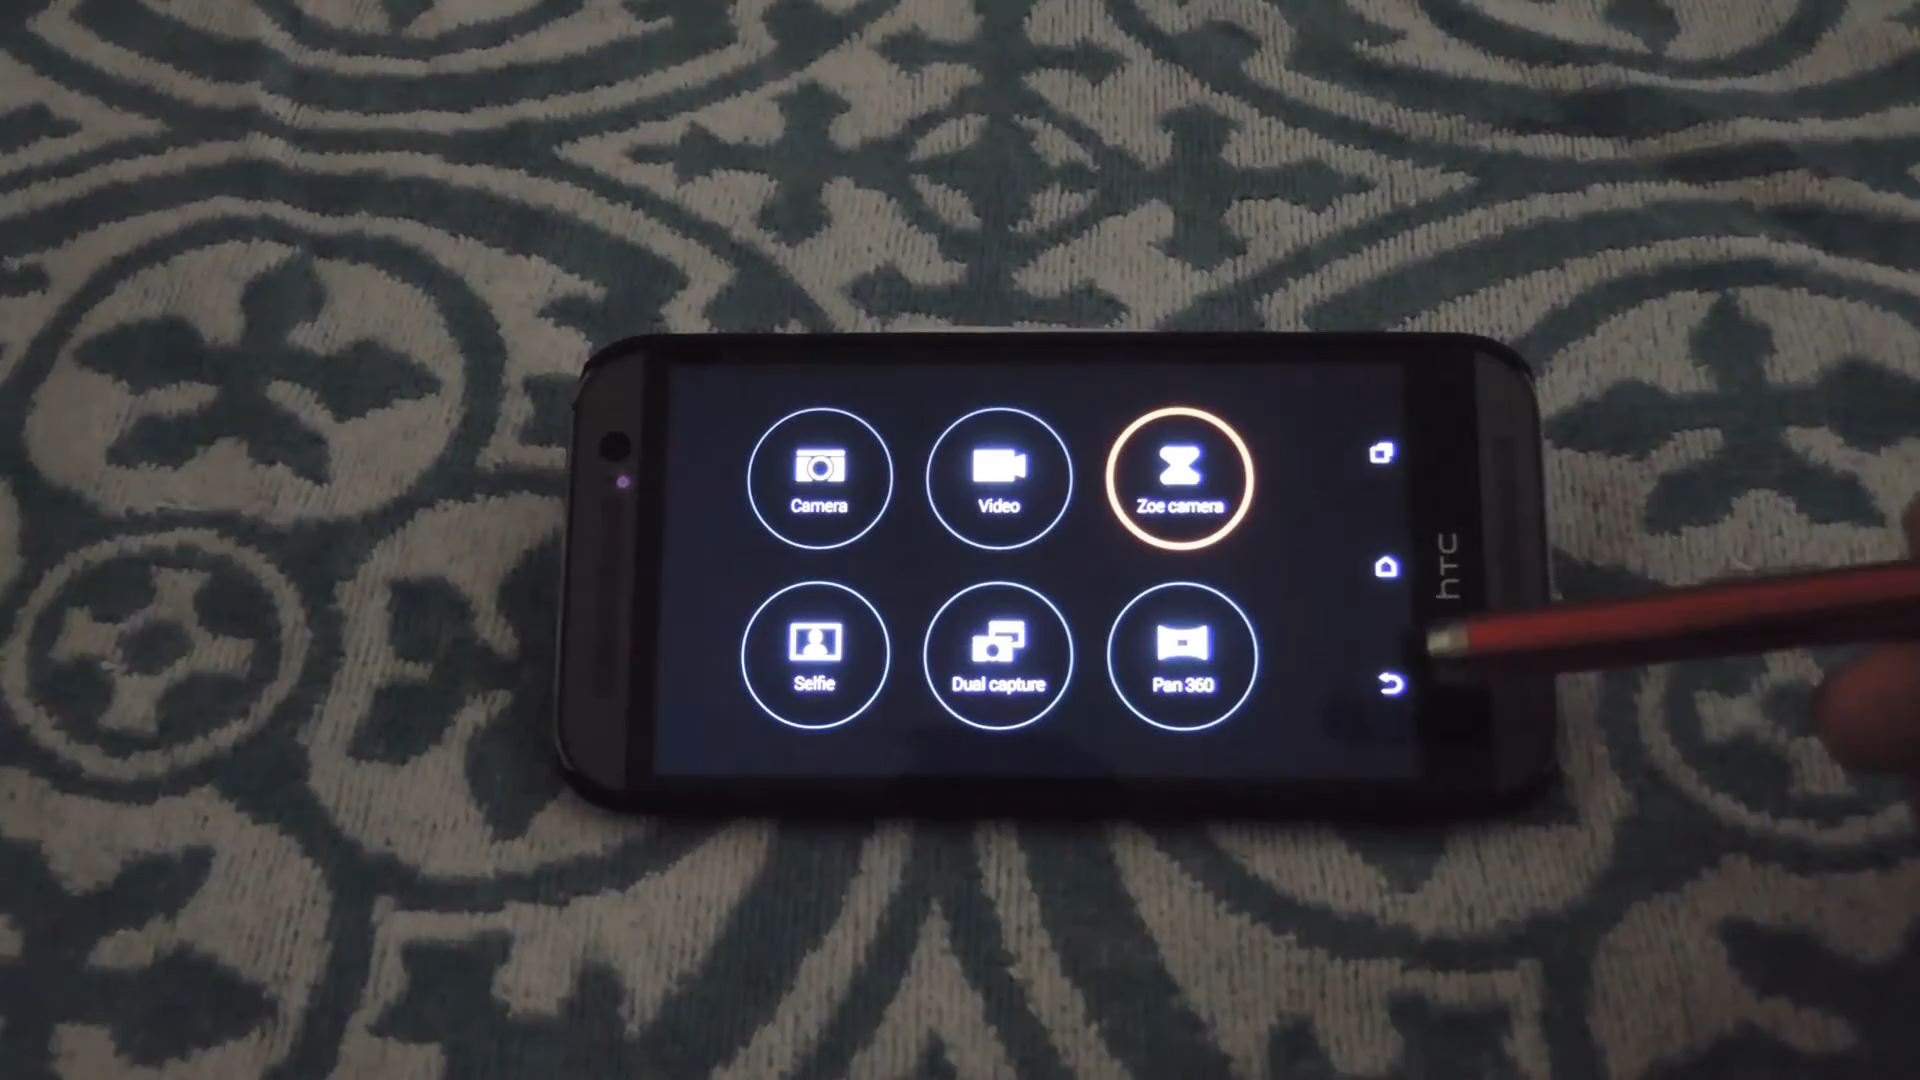 Camera
Video
Zoe camera
Selfie
Dual capture
Pan 360
hTC